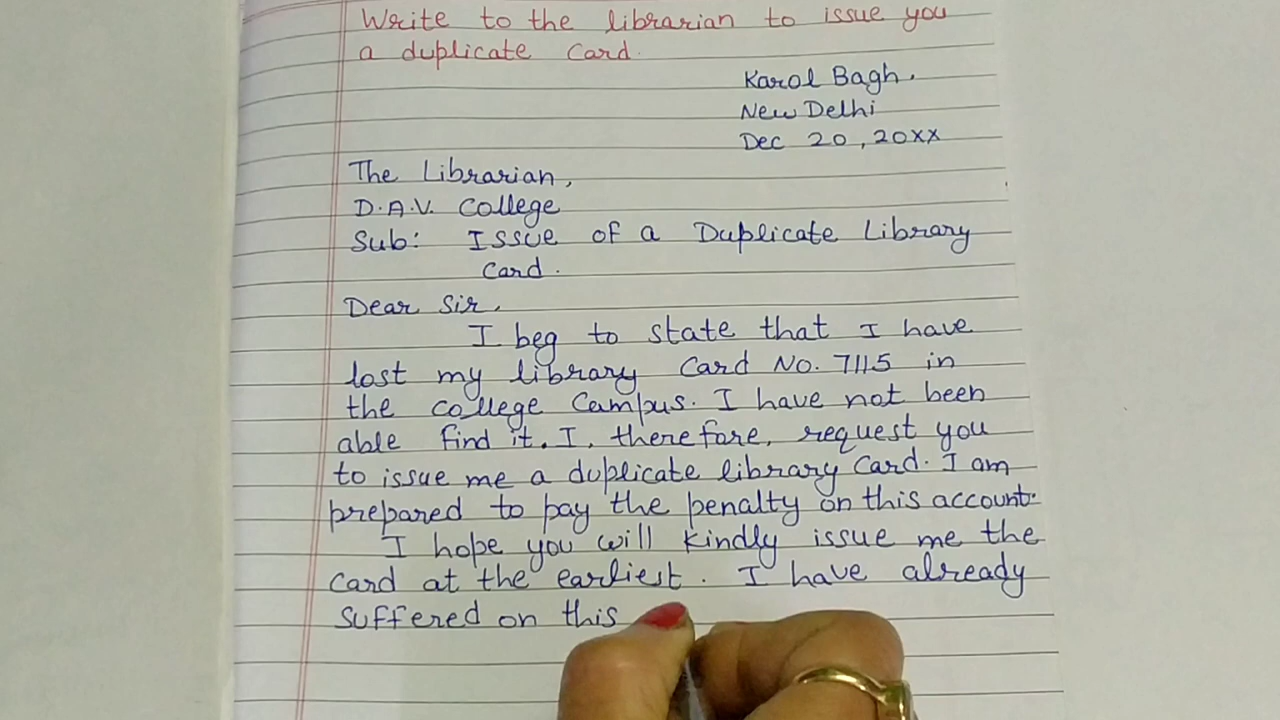 Write to the librarian to issue you
a duplicate Card.
Karol Bagh.
New Delhi
Dec 20, 20xx
The Librarian,
D.A.V. College
Sub: Issue of a Duplicate Library
Card.
Dear Sir,
I beg to state that I have
lost my library Card No. 7115 in
the college Campus. I have not been
able find it. I, therefore, request you
to issue me a duplicate library Card. I am
prepared to pay the penalty on this account.
I hope you will kindly issue me the
Card at the earliest. I have already
suffered on this